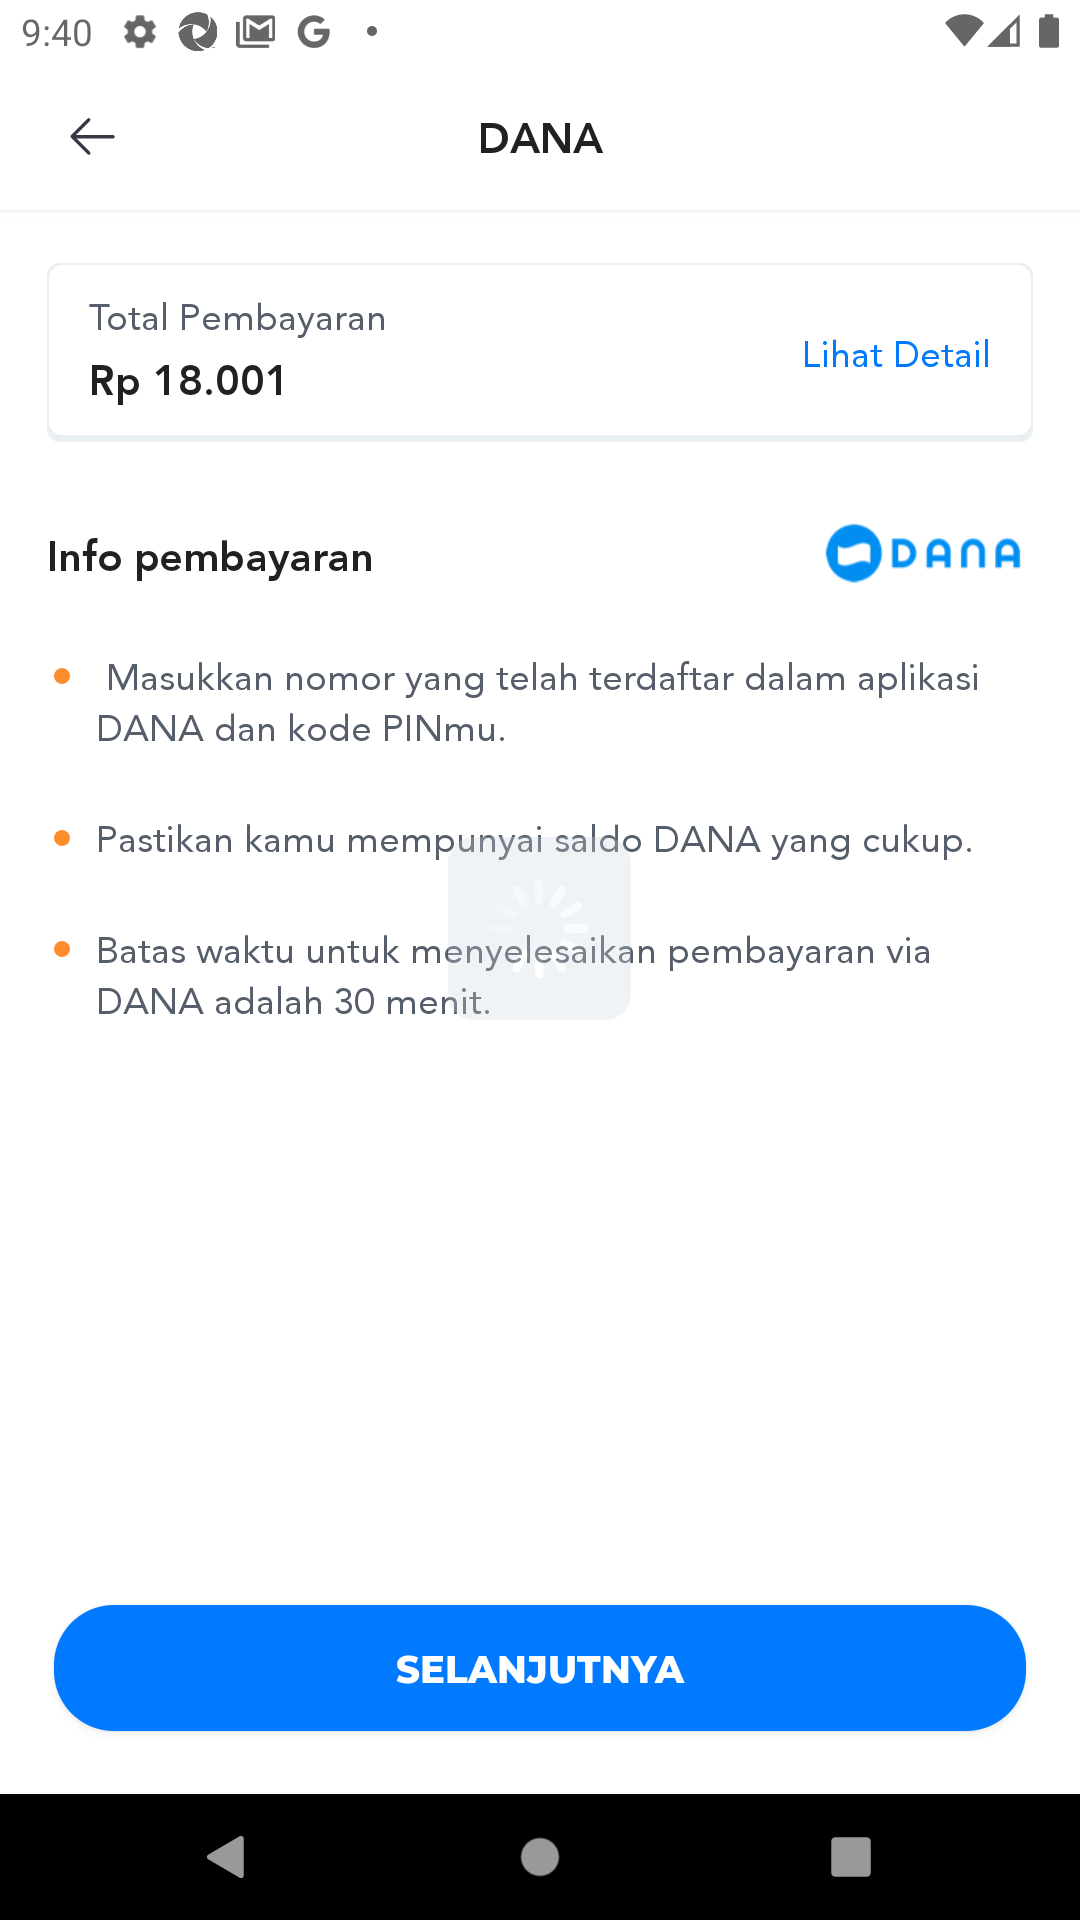 9:40
DANA
Total Pembayaran
Rp 18.001
Lihat Detail
Info pembayaran
DANA
Masukkan nomor yang telah terdaftar dalam aplikasi
DANA dan kode PINmu.
Pastikan kamu mempunyai saldo DANA yang cukup.
Batas waktu untuk menyelesaikan pembayaran via
DANA adalah 30 menit.
SELANJUTNYA